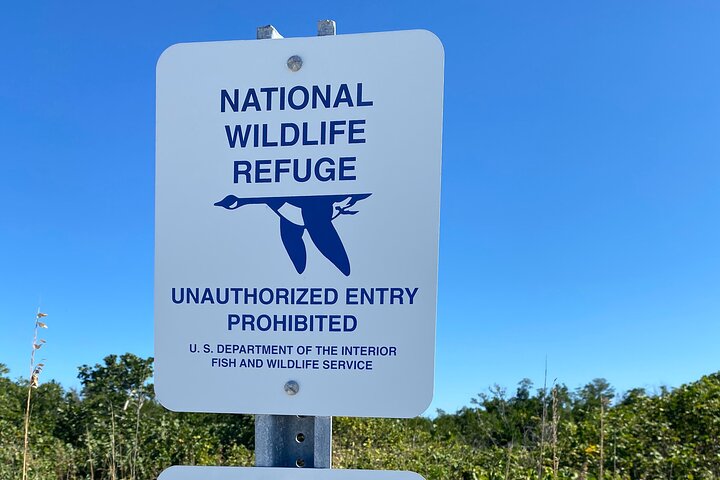 NATIONAL
WILDLIFE
REFUGE
UNAUTHORIZED ENTRY
PROHIBITED
U. S. DEPARTMENT OF THE INTERIOR
FISH AND WILDLIFE SERVICE